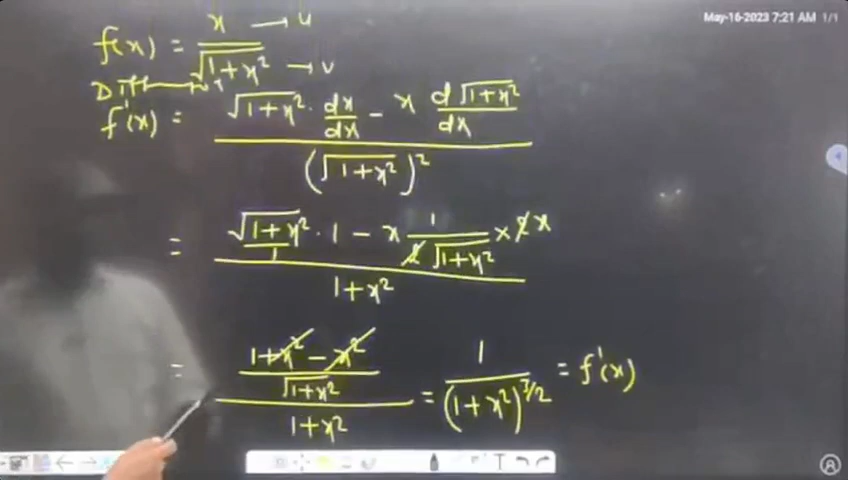 May-16-2023 7:21 AM 1/1
f(x) = x/√(1+x²) → u → v
Diff
f'(x) = (√(1+x²) · dx/dx − x d√(1+x²)/dx) / (√(1+x²))²
= (√(1+x²)/1 · 1 − x 1/(2√(1+x²)) × 2x) / (1+x²)
= ((1+x²−x²)/√(1+x²)) / (1+x²) = 1/(1+x²)^(3/2) = f'(x)